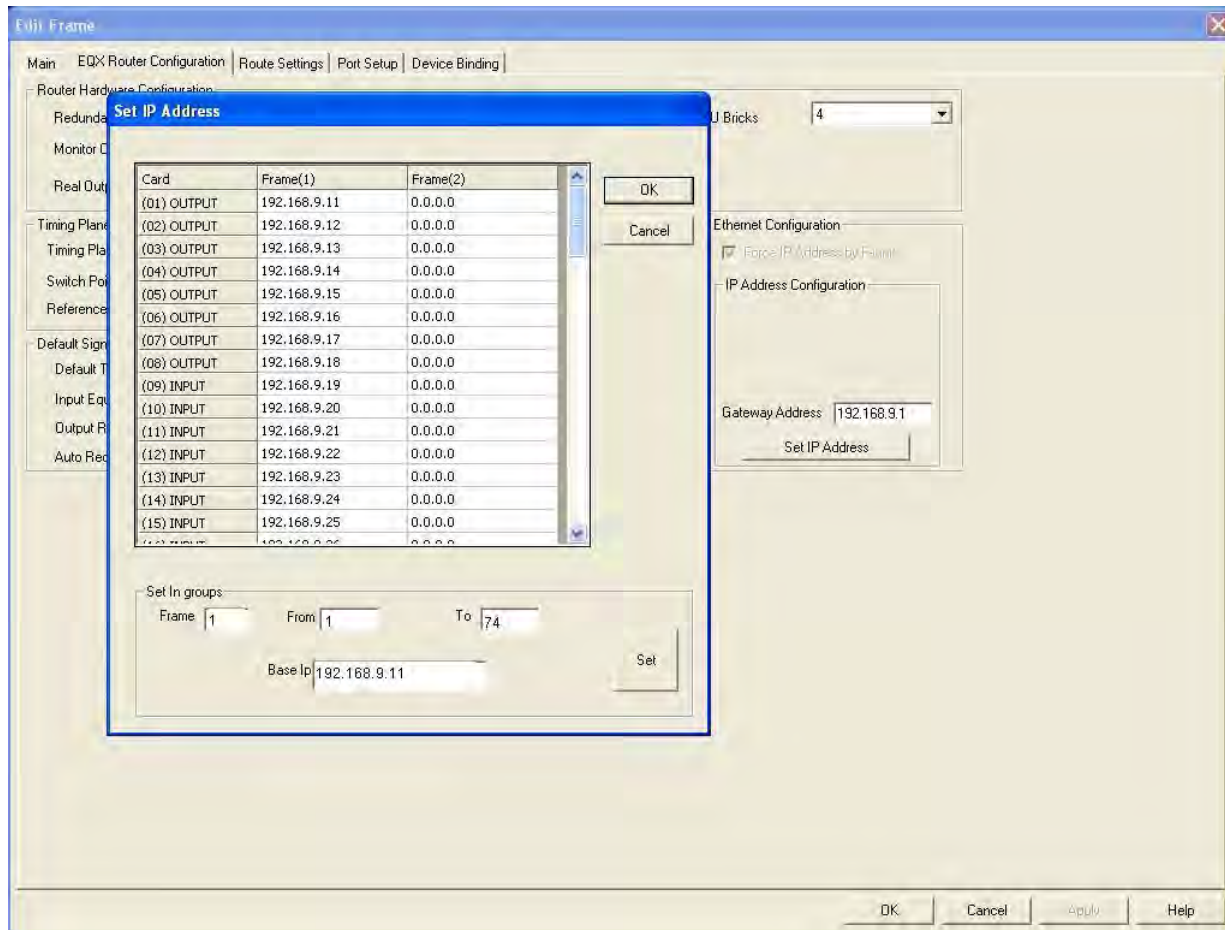 Edit Frame
Main EQX Router Configuration Route Settings Port Setup Device Binding
Router Hardware Configuration
Redunda
Monitor
Real Out
U Bricks 4
Timing Plane
Timing Pla
Switch Poi
Reference
Default Sign
Default T
Input Equ
Output R
Auto Rec
Set IP Address
Card Frame(1) Frame(2)
(01) OUTPUT 192.168.9.11 0.0.0.0
(02) OUTPUT 192.168.9.12 0.0.0.0
(03) OUTPUT 192.168.9.13 0.0.0.0
(04) OUTPUT 192.168.9.14 0.0.0.0
(05) OUTPUT 192.168.9.15 0.0.0.0
(06) OUTPUT 192.168.9.16 0.0.0.0
(07) OUTPUT 192.168.9.17 0.0.0.0
(08) OUTPUT 192.168.9.18 0.0.0.0
(09) INPUT 192.168.9.19 0.0.0.0
(10) INPUT 192.168.9.20 0.0.0.0
(11) INPUT 192.168.9.21 0.0.0.0
(12) INPUT 192.168.9.22 0.0.0.0
(13) INPUT 192.168.9.23 0.0.0.0
(14) INPUT 192.168.9.24 0.0.0.0
(15) INPUT 192.168.9.25 0.0.0.0
OK
Cancel
Set In groups
Frame 1 From 1 To 74
Base Ip 192.168.9.11
Set
Ethernet Configuration
Force IP Address by Frame
IP Address Configuration
Gateway Address 192.168.9.1
Set IP Address
OK Cancel Apply Help